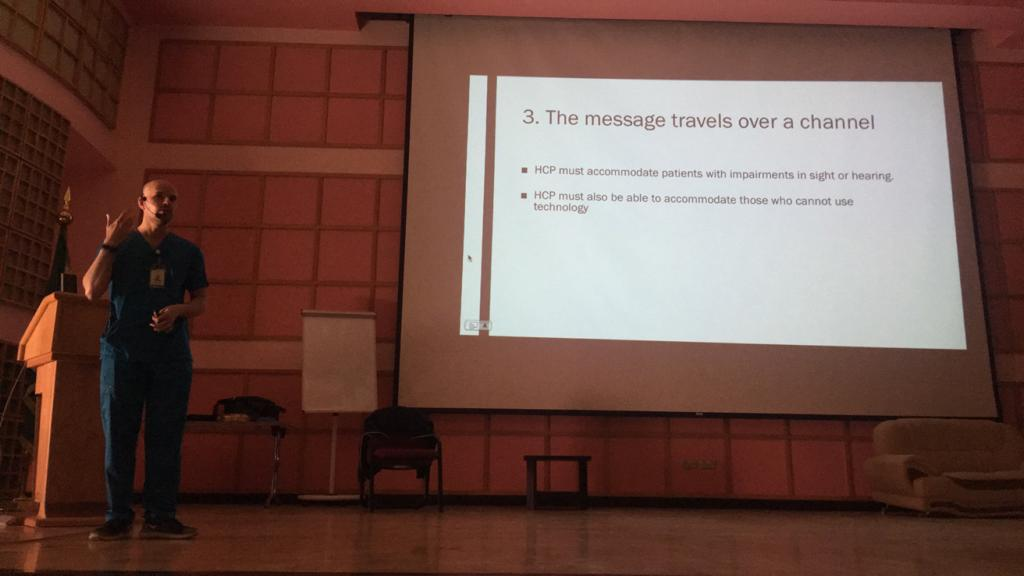 3. The message travels over a channel
■ HCP must accommodate patients with impairments in sight or hearing.
■ HCP must also be able to accommodate those who cannot use
technology